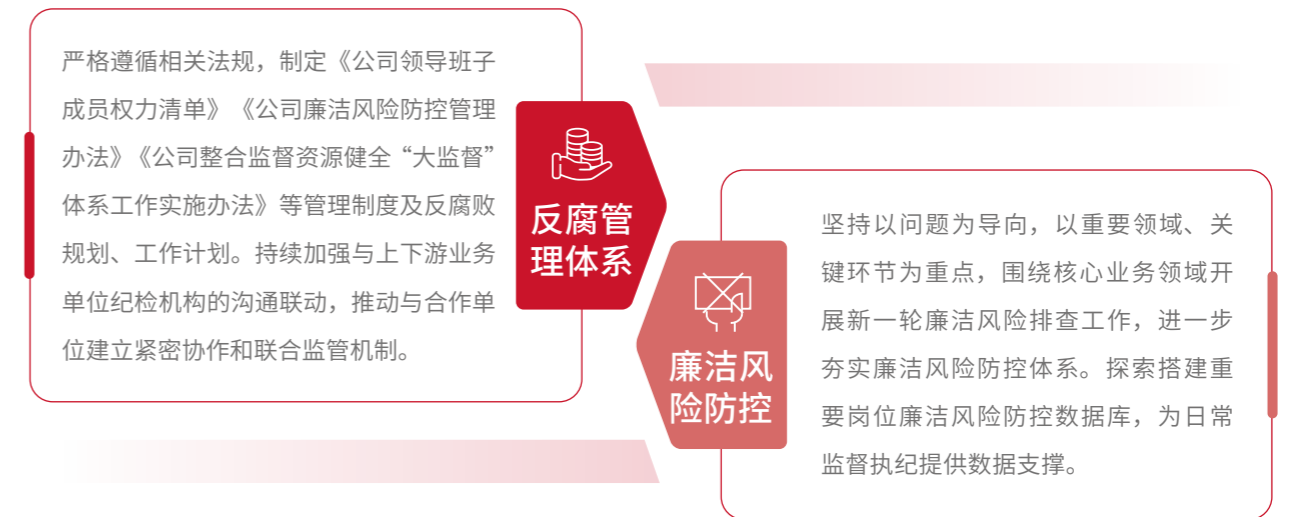 严格遵循相关法规，制定《公司领导班子
成员权力清单》《公司廉洁风险防控管理
办法》《公司整合监督资源健全“大监督”
体系工作实施办法》等管理制度及反腐败
规划、工作计划。持续加强与上下游业务
单位纪检机构的沟通联动，推动与合作单
位建立紧密协作和联合监管机制。
反腐管
理体系
廉洁风
险防控
坚持以问题为导向，以重要领域、关
键环节为重点，围绕核心业务领域开
展新一轮廉洁风险排查工作，进一步
夯实廉洁风险防控体系。探索搭建重
要岗位廉洁风险防控数据库，为日常
监督执纪提供数据支撑。